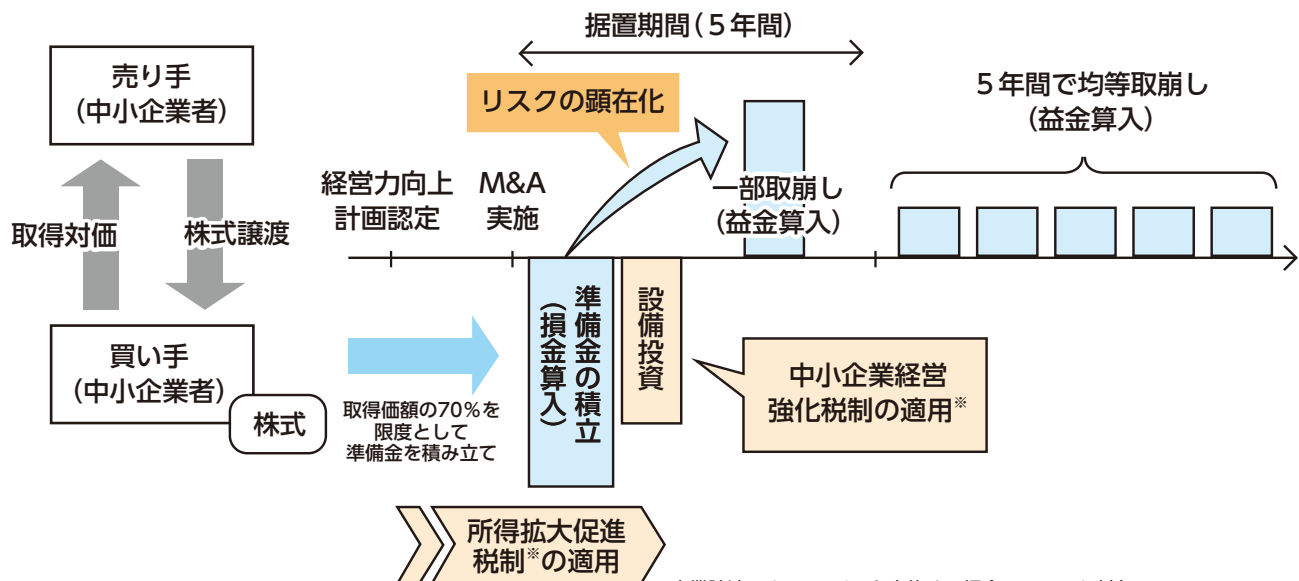 据置期間(5年間)
売り手
(中小企業者)
リスクの顕在化
5年間で均等取崩し
(益金算入)
経営力向上
計画認定
M&A
実施
一部取崩し
(益金算入)
取得対価
株式譲渡
準備金の積立
(損金算入)
設備投資
買い手
(中小企業者)
株式
取得価額の70%を
限度として
準備金を積み立て
中小企業経営
強化税制の適用※
所得拡大促進
税制※の適用